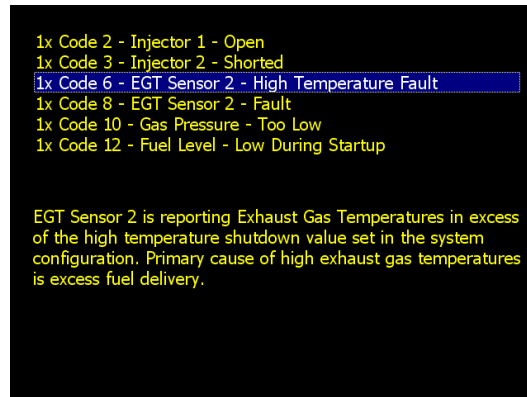 1x Code 2 - Injector 1 - Open
1x Code 3 - Injector 2 - Shorted
1x Code 6 - EGT Sensor 2 - High Temperature Fault
1x Code 8 - EGT Sensor 2 - Fault
1x Code 10 - Gas Pressure - Too Low
1x Code 12 - Fuel Level - Low During Startup
EGT Sensor 2 is reporting Exhaust Gas Temperatures in excess
of the high temperature shutdown value set in the system
configuration. Primary cause of high exhaust gas temperatures
is excess fuel delivery.